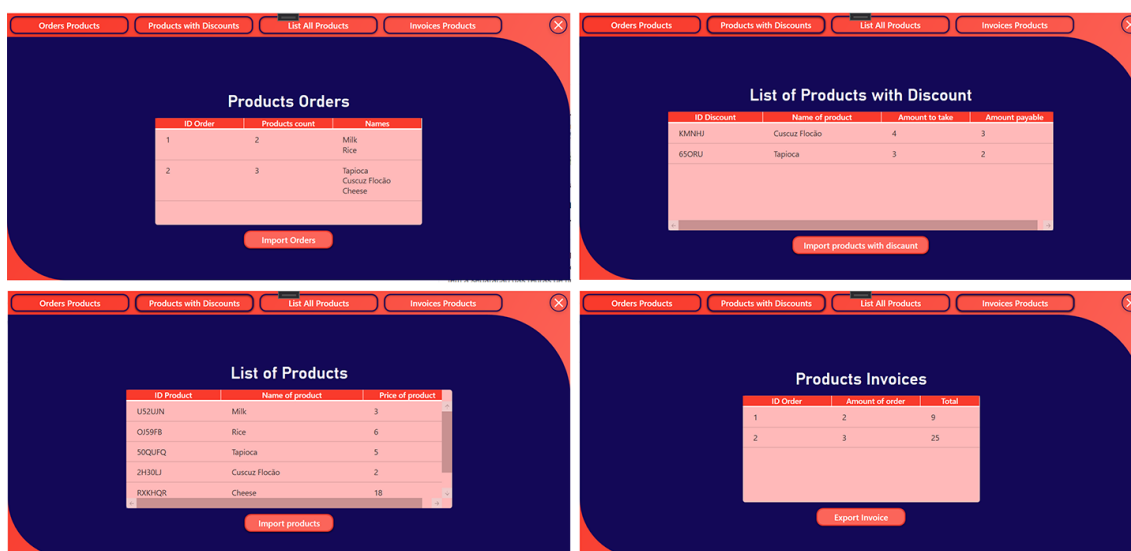 Orders Products Products with Discounts List All Products Invoices Products
Products Orders
ID Order Products count Names
1 2 Milk
Rice
2 3 Tapioca
Cuscuz Flocão
Cheese
Import Orders
Orders Products Products with Discounts List All Products Invoices Products
List of Products with Discount
ID Discount Name of product Amount to take Amount payable
KMNHJ Cuscuz Flocão 4 3
65ORU Tapioca 3 2
Import products with discaunt
Orders Products Products with Discounts List All Products Invoices Products
List of Products
ID Product Name of product Price of product
U52UJN Milk 3
OJ59FB Rice 6
50QUFQ Tapioca 5
2H30LJ Cuscuz Flocão 2
RXKHQR Cheese 18
Import products
Orders Products Products with Discounts List All Products Invoices Products
Products Invoices
ID Order Amount of order Total
1 2 9
2 3 25
Export Invoice